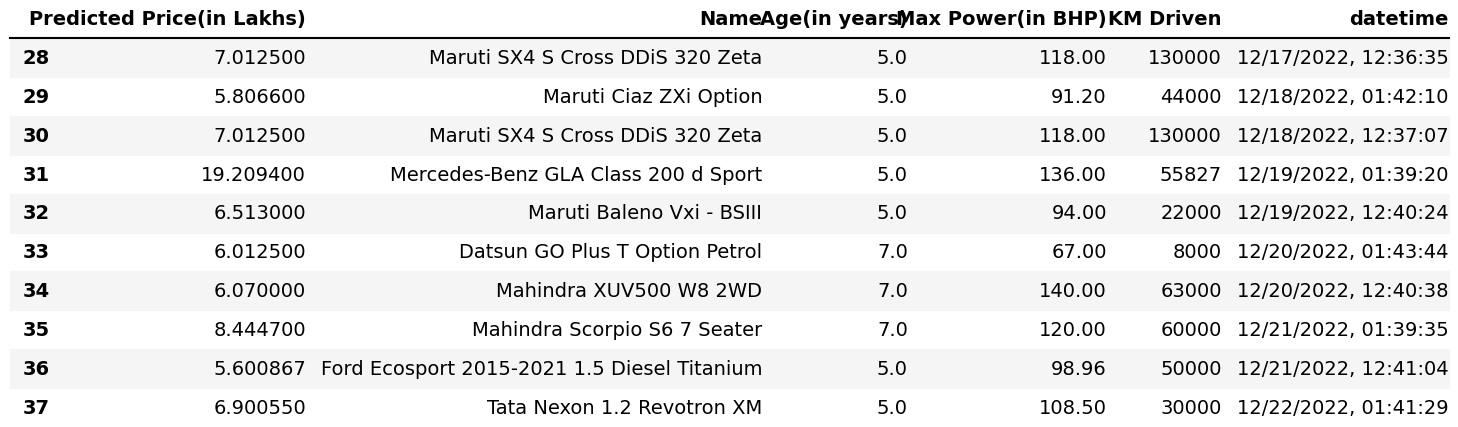 Predicted Price(in Lakhs) Name Age(in years) Max Power(in BHP) KM Driven datetime
28 7.012500 Maruti SX4 S Cross DDiS 320 Zeta 5.0 118.00 130000 12/17/2022, 12:36:35
29 5.806600 Maruti Ciaz ZXi Option 5.0 91.20 44000 12/18/2022, 01:42:10
30 7.012500 Maruti SX4 S Cross DDiS 320 Zeta 5.0 118.00 130000 12/18/2022, 12:37:07
31 19.209400 Mercedes-Benz GLA Class 200 d Sport 5.0 136.00 55827 12/19/2022, 01:39:20
32 6.513000 Maruti Baleno Vxi - BSIII 5.0 94.00 22000 12/19/2022, 12:40:24
33 6.012500 Datsun GO Plus T Option Petrol 7.0 67.00 8000 12/20/2022, 01:43:44
34 6.070000 Mahindra XUV500 W8 2WD 7.0 140.00 63000 12/20/2022, 12:40:38
35 8.444700 Mahindra Scorpio S6 7 Seater 7.0 120.00 60000 12/21/2022, 01:39:35
36 5.600867 Ford Ecosport 2015-2021 1.5 Diesel Titanium 5.0 98.96 50000 12/21/2022, 12:41:04
37 6.900550 Tata Nexon 1.2 Revotron XM 5.0 108.50 30000 12/22/2022, 01:41:29